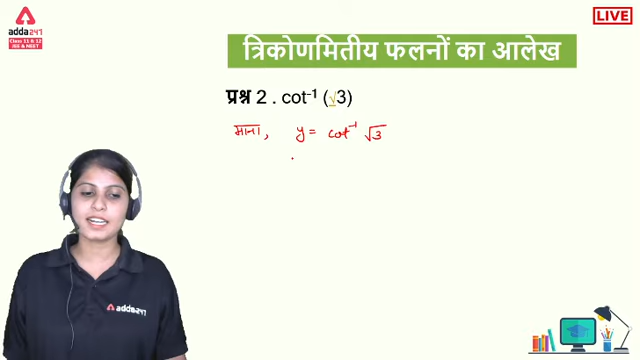 adda247
Class 11 & 12
JEE & NEET
LIVE
त्रिकोणमितीय फलनों का आलेख
प्रश्न 2 . cot⁻¹ (√3)
माना, y = cot⁻¹ √3
adda247